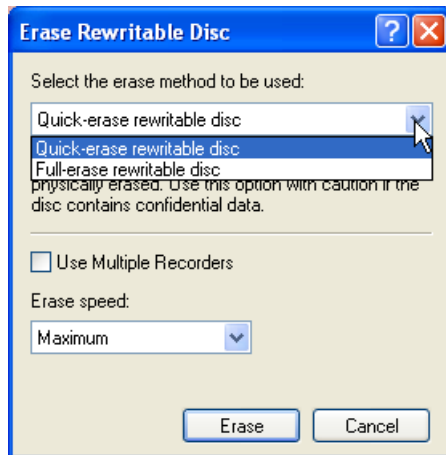 Erase Rewritable Disc
Select the erase method to be used:
Quick-erase rewritable disc
Quick-erase rewritable disc
Full-erase rewritable disc
physically erased. Use this option with caution if the
disc contains confidential data.
Use Multiple Recorders
Erase speed:
Maximum
Erase
Cancel